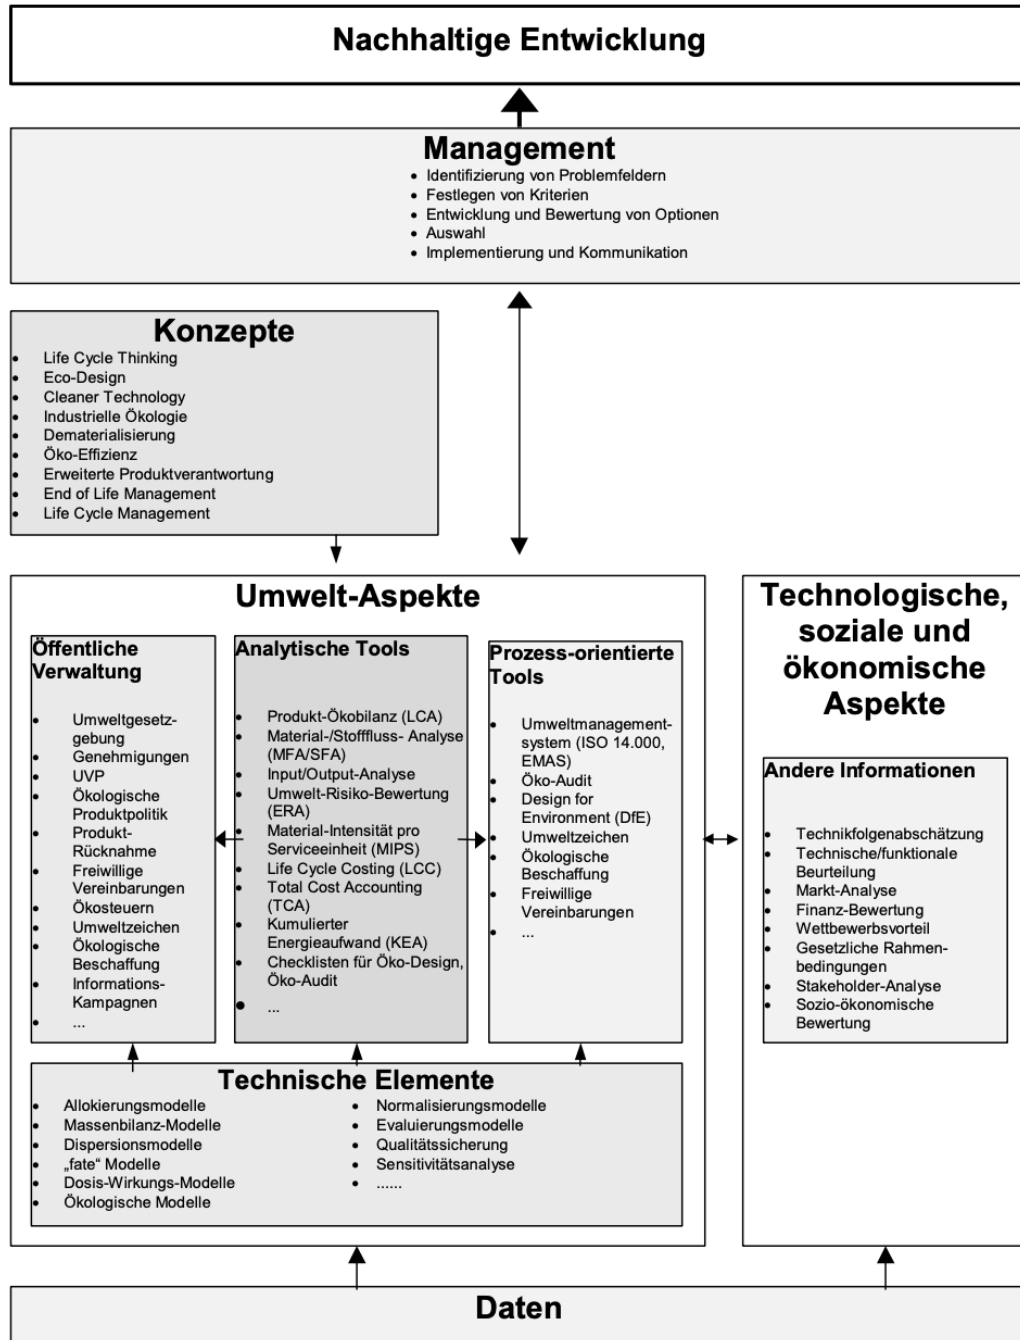 Nachhaltige Entwicklung
Management
• Identifizierung von Problemfeldern
• Festlegen von Kriterien
• Entwicklung und Bewertung von Optionen
• Auswahl
• Implementierung und Kommunikation
Konzepte
• Life Cycle Thinking
• Eco-Design
• Cleaner Technology
• Industrielle Ökologie
• Dematerialisierung
• Öko-Effizienz
• Erweiterte Produktverantwortung
• End of Life Management
• Life Cycle Management
Umwelt-Aspekte
Öffentliche
Verwaltung
• Umweltgesetz-
gebung
• Genehmigungen
• UVP
• Ökologische
Produktpolitik
• Produkt-
Rücknahme
• Freiwillige
Vereinbarungen
• Ökosteuern
• Umweltzeichen
• Ökologische
Beschaffung
• Informations-
Kampagnen
• ...
Analytische Tools
• Produkt-Ökobilanz (LCA)
• Material-/Stofffluss- Analyse
(MFA/SFA)
• Input/Output-Analyse
• Umwelt-Risiko-Bewertung
(ERA)
• Material-Intensität pro
Serviceeinheit (MIPS)
• Life Cycle Costing (LCC)
• Total Cost Accounting
(TCA)
• Kumulierter
Energieaufwand (KEA)
• Checklisten für Öko-Design,
Öko-Audit
• ...
Prozess-orientierte
Tools
• Umweltmanagement-
system (ISO 14.000,
EMAS)
• Öko-Audit
• Design for
Environment (DfE)
• Umweltzeichen
• Ökologische
Beschaffung
• Freiwillige
Vereinbarungen
• ...
Technische Elemente
• Allokierungsmodelle
• Massenbilanz-Modelle
• Dispersionsmodelle
• „fate“ Modelle
• Dosis-Wirkungs-Modelle
• Ökologische Modelle
• Normalisierungsmodelle
• Evaluierungsmodelle
• Qualitätssicherung
• Sensitivitätsanalyse
• ......
Technologische,
soziale und
ökonomische
Aspekte
Andere Informationen
• Technikfolgenabschätzung
• Technische/funktionale
Beurteilung
• Markt-Analyse
• Finanz-Bewertung
• Wettbewerbsvorteil
• Gesetzliche Rahmen-
bedingungen
• Stakeholder-Analyse
• Sozio-ökonomische
Bewertung
Daten